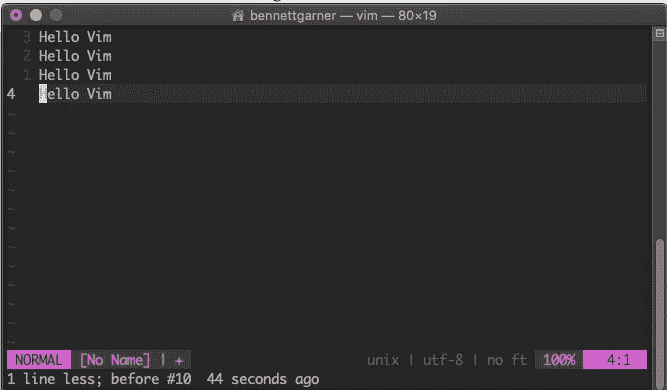 bennettgarner — vim — 80×19
3 Hello Vim
2 Hello Vim
1 Hello Vim
4 Hello Vim
~
~
~
~
~
~
~
~
~
~
~
~
~
NORMAL [No Name] | + unix | utf-8 | no ft 100% 4:1
1 line less; before #10 44 seconds ago